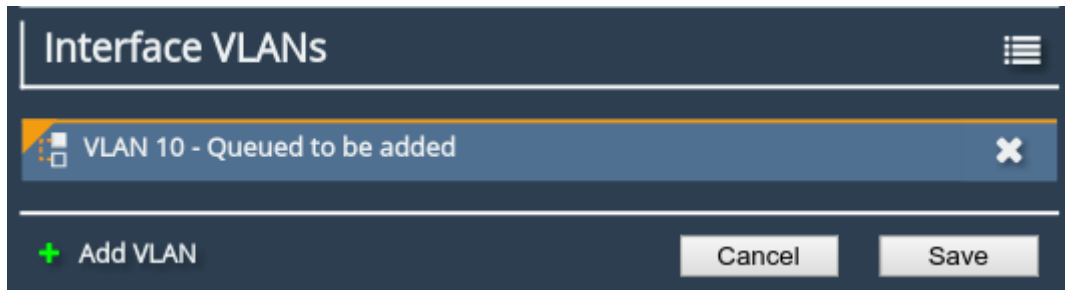 Interface VLANs
VLAN 10 - Queued to be added
Add VLAN
Cancel
Save